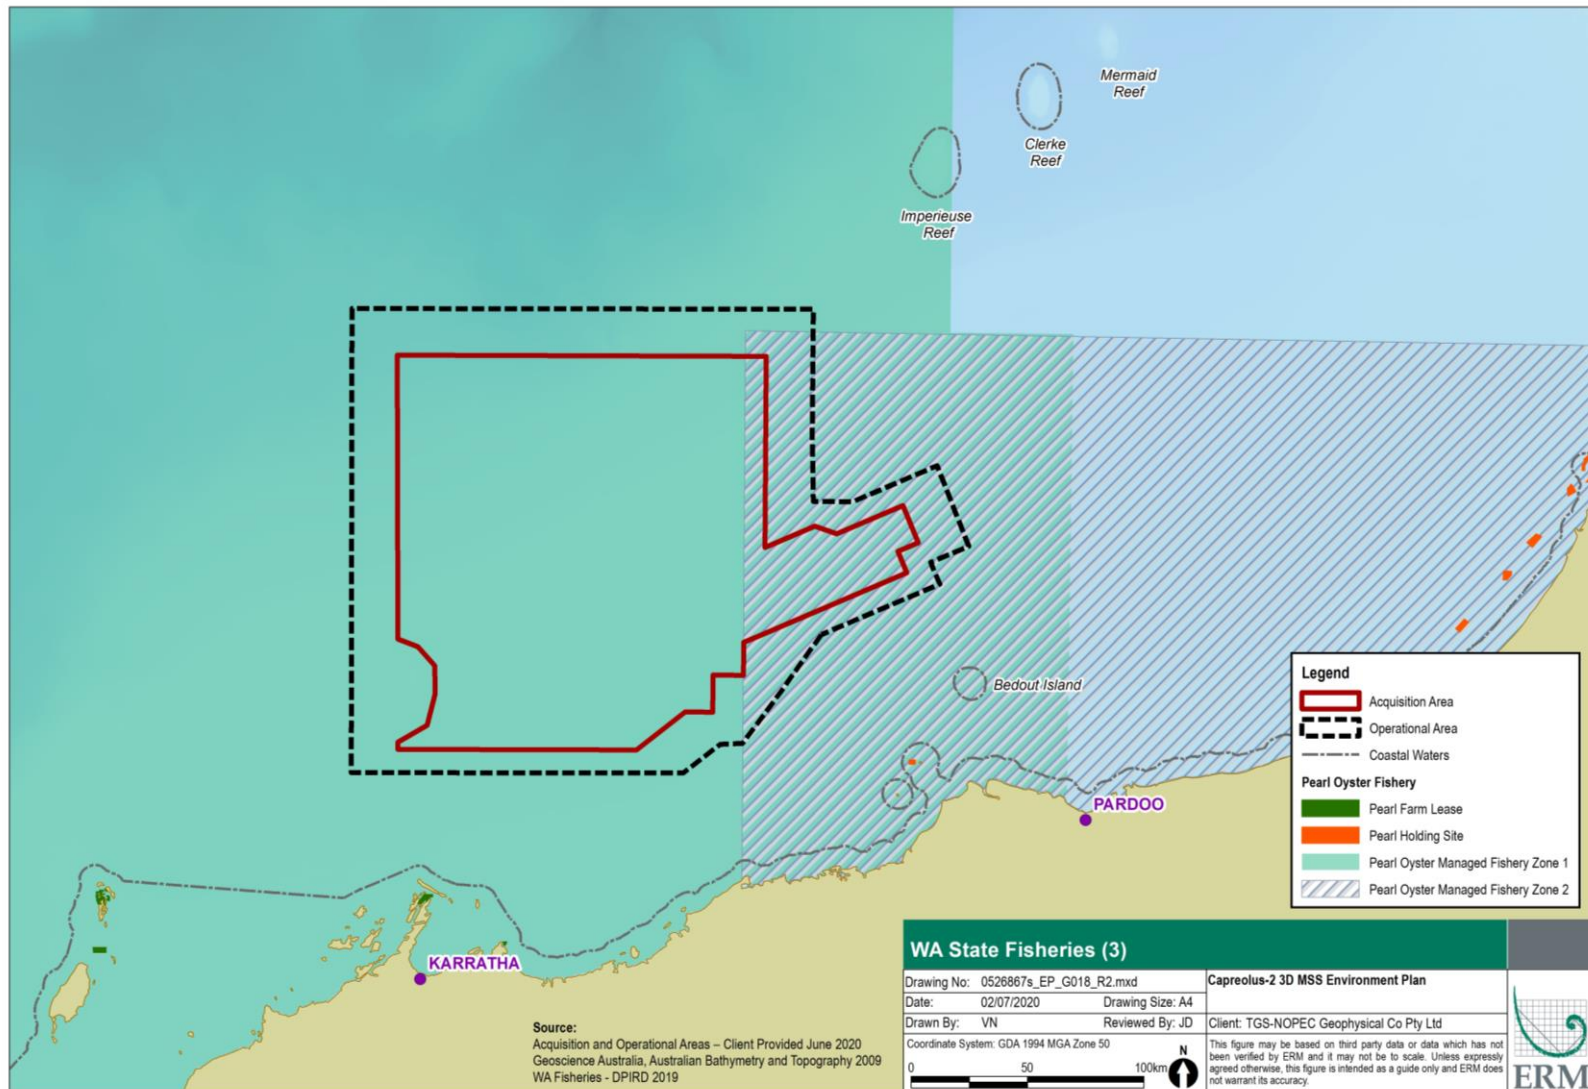 Mermaid
Reef
Clerke
Reef
Imperieuse
Reef
Bedout Island
PARDOO
KARRATHA
Legend
Acquisition Area
Operational Area
Coastal Waters
Pearl Oyster Fishery
Pearl Farm Lease
Pearl Holding Site
Pearl Oyster Managed Fishery Zone 1
Pearl Oyster Managed Fishery Zone 2
Source:
Acquisition and Operational Areas – Client Provided June 2020
Geoscience Australia, Australian Bathymetry and Topography 2009
WA Fisheries - DPIRD 2019
WA State Fisheries (3)
Drawing No: 0526867s_EP_G018_R2.mxd
Capreolus-2 3D MSS Environment Plan
Date: 02/07/2020 Drawing Size: A4
Drawn By: VN Reviewed By: JD
Client: TGS-NOPEC Geophysical Co Pty Ltd
Coordinate System: GDA 1994 MGA Zone 50
0 50 100km
N
This figure may be based on third party data or data which has not
been verified by ERM and it may not be to scale. Unless expressly
agreed otherwise, this figure is intended as a guide only and ERM does
not warrant its accuracy.
ERM